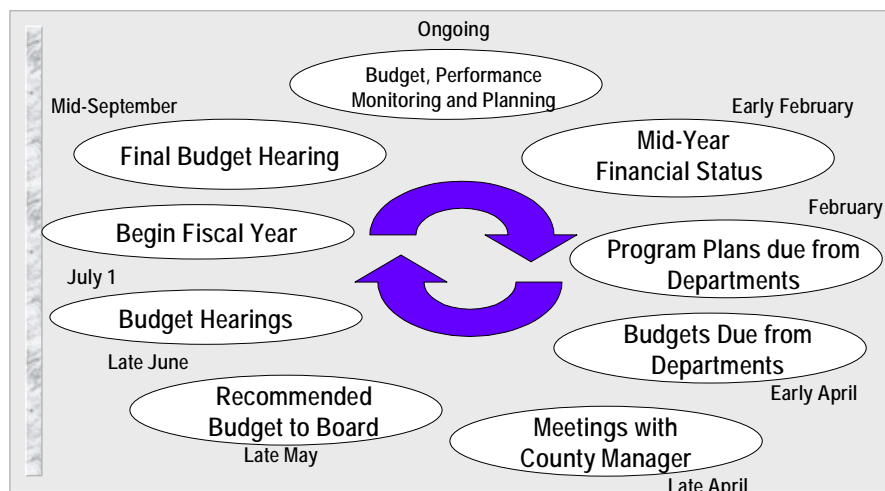 Ongoing
Budget, Performance
Monitoring and Planning
Early February
Mid-Year
Financial Status
February
Program Plans due from
Departments
Budgets Due from
Departments
Early April
Meetings with
County Manager
Late April
Recommended
Budget to Board
Late May
Budget Hearings
Late June
Begin Fiscal Year
July 1
Mid-September
Final Budget Hearing